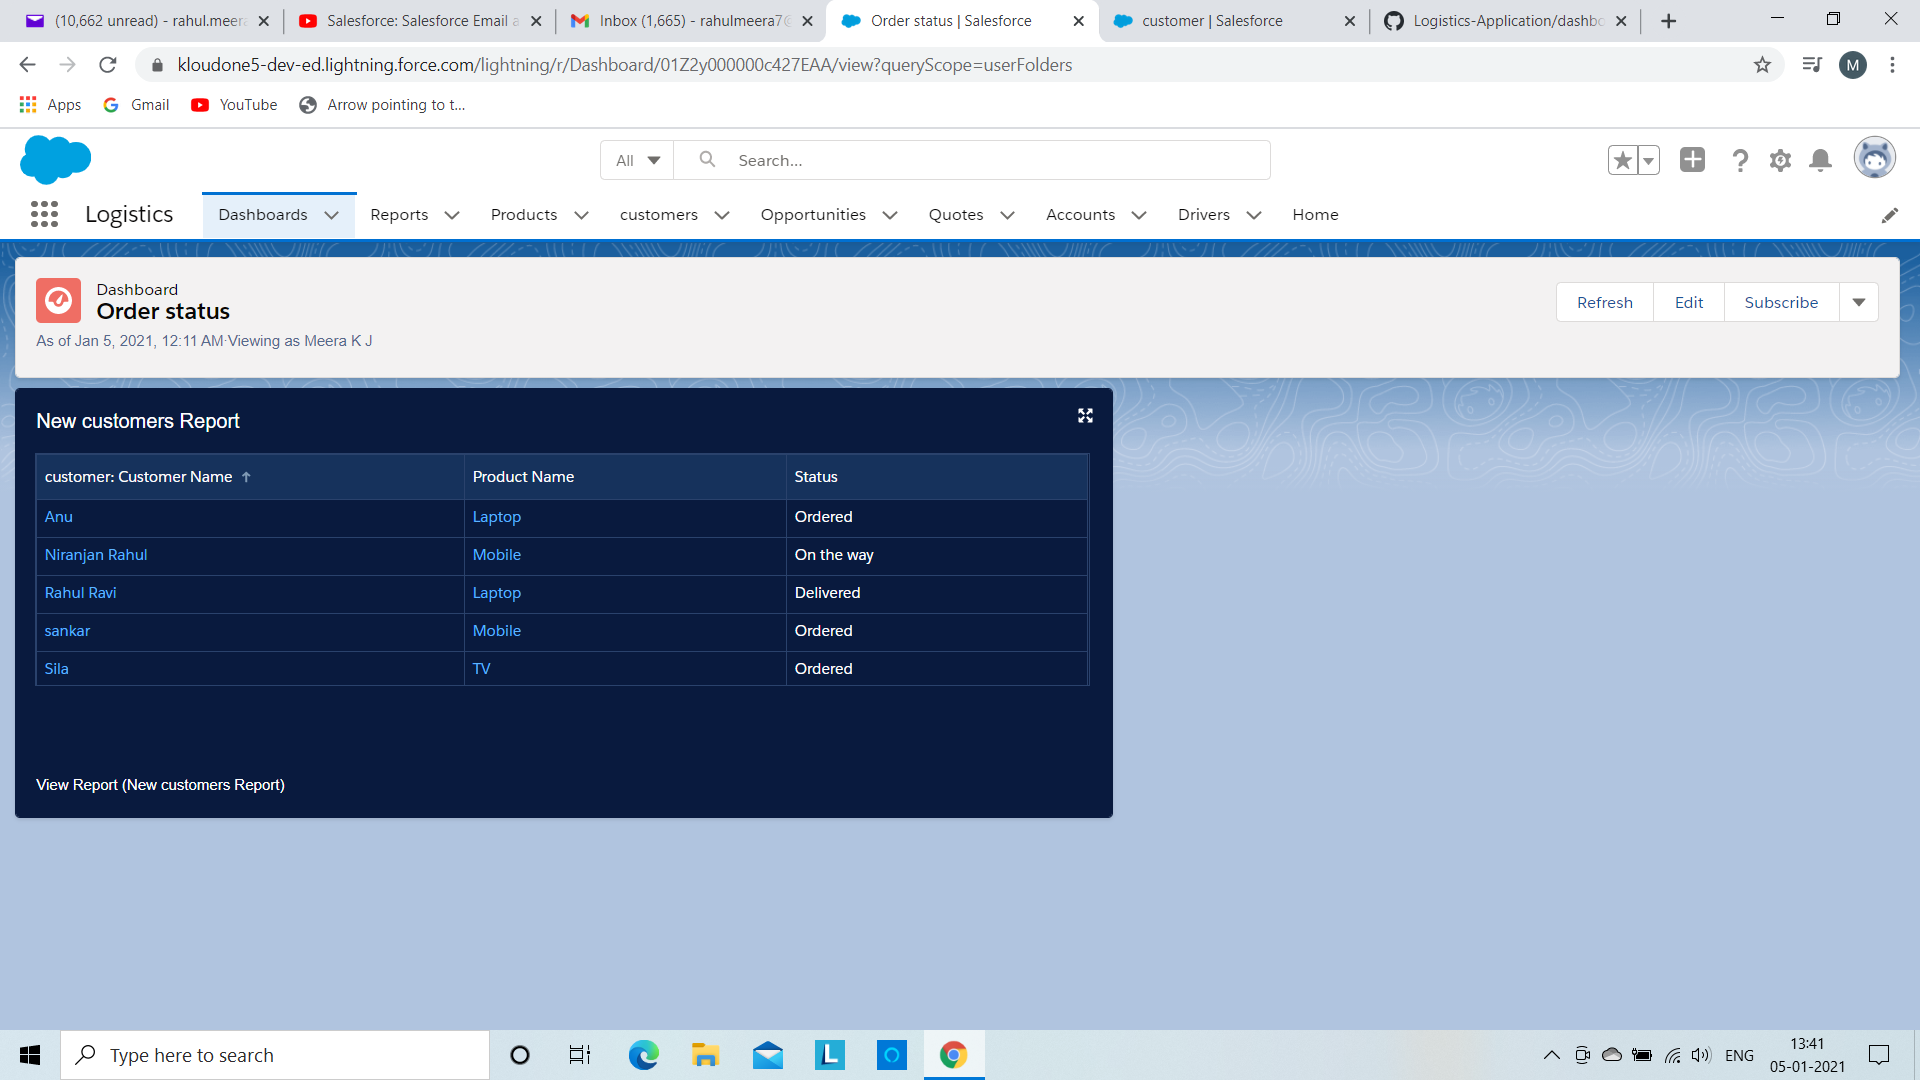 (10,662 unread) - rahul.meera
Salesforce: Salesforce Email a
Inbox (1,665) - rahulmeera7@
Order status | Salesforce
customer | Salesforce
Logistics-Application/dashbo
kloudone5-dev-ed.lightning.force.com/lightning/r/Dashboard/01Z2y000000c427EAA/view?queryScope=userFolders
M
Apps
Gmail
YouTube
Arrow pointing to t...
All
Search...
Logistics
Dashboards
Reports
Products
customers
Opportunities
Quotes
Accounts
Drivers
Home
Dashboard
Order status
As of Jan 5, 2021, 12:11 AM·Viewing as Meera K J
Refresh
Edit
Subscribe
New customers Report
customer: Customer Name ↑
Product Name
Status
Anu
Laptop
Ordered
Niranjan Rahul
Mobile
On the way
Rahul Ravi
Laptop
Delivered
sankar
Mobile
Ordered
Sila
TV
Ordered
View Report (New customers Report)
Type here to search
L
ENG
13:41
05-01-2021